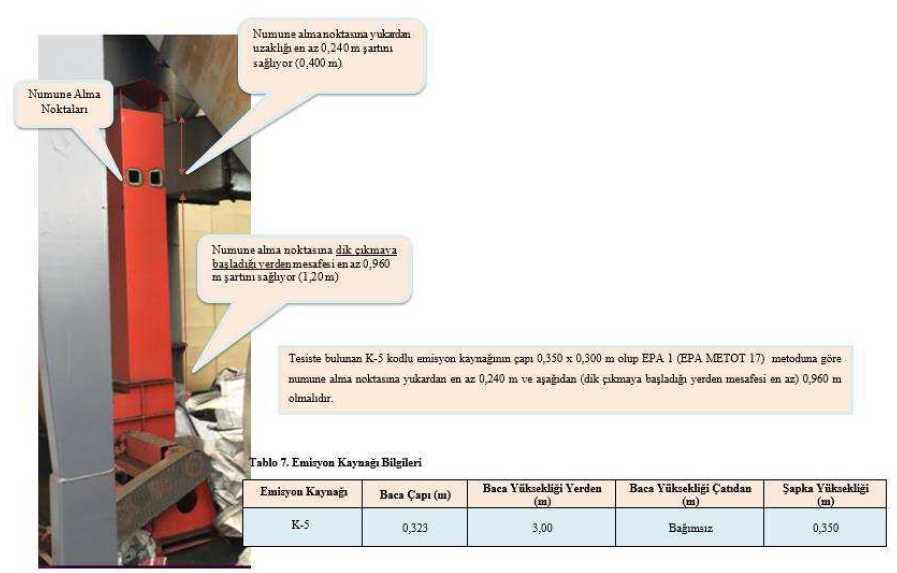 Numune alma noktasına yukardan
uzaklığı en az 0,240 m şartını
sağlıyor (0,400 m)
Numune Alma
Noktaları
Numune alma noktasına dik çıkmaya
başladığı yerden mesafesi en az 0,960
m şartını sağlıyor (1,20 m)
Tesiste bulunan K-5 kodlu emisyon kaynağının çapı 0,350 x 0,300 m olup EPA 1 (EPA METOT 17) metoduna göre
numune alma noktasına yukardan en az 0,240 m ve aşağıdan (dik çıkmaya başladığı yerden mesafesi en az) 0,960 m
olmalıdır.
Tablo 7. Emisyon Kaynağı Bilgileri
Emisyon Kaynağı Baca Çapı (m) Baca Yüksekliği Yerden (m) Baca Yüksekliği Çatıdan (m) Şapka Yüksekliği (m)
K-5 0,323 3,00 Bağımsız 0,350